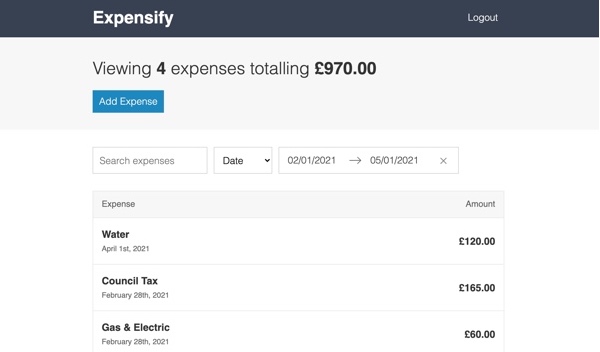 Expensify
Logout
Viewing 4 expenses totalling £970.00
Add Expense
Search expenses
Date
02/01/2021 → 05/01/2021
Expense
Amount
Water
April 1st, 2021
£120.00
Council Tax
February 28th, 2021
£165.00
Gas & Electric
February 28th, 2021
£60.00